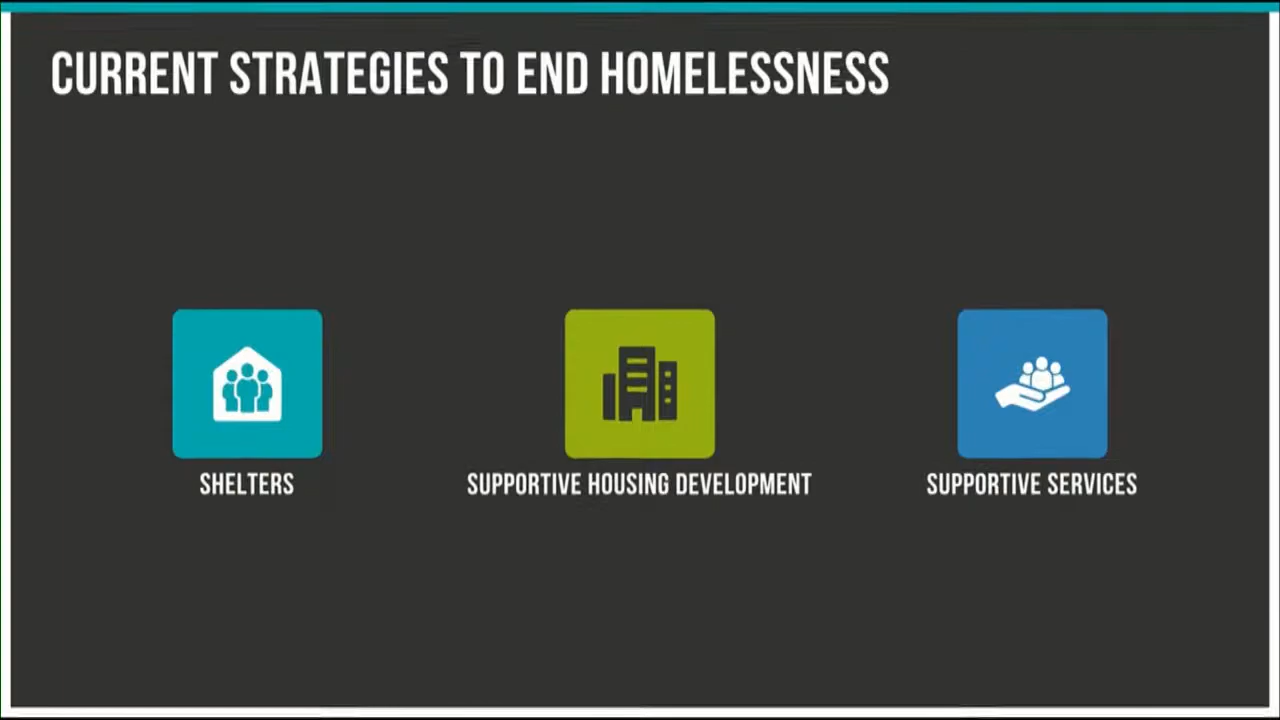 CURRENT STRATEGIES TO END HOMELESSNESS
SHELTERS
SUPPORTIVE HOUSING DEVELOPMENT
SUPPORTIVE SERVICES